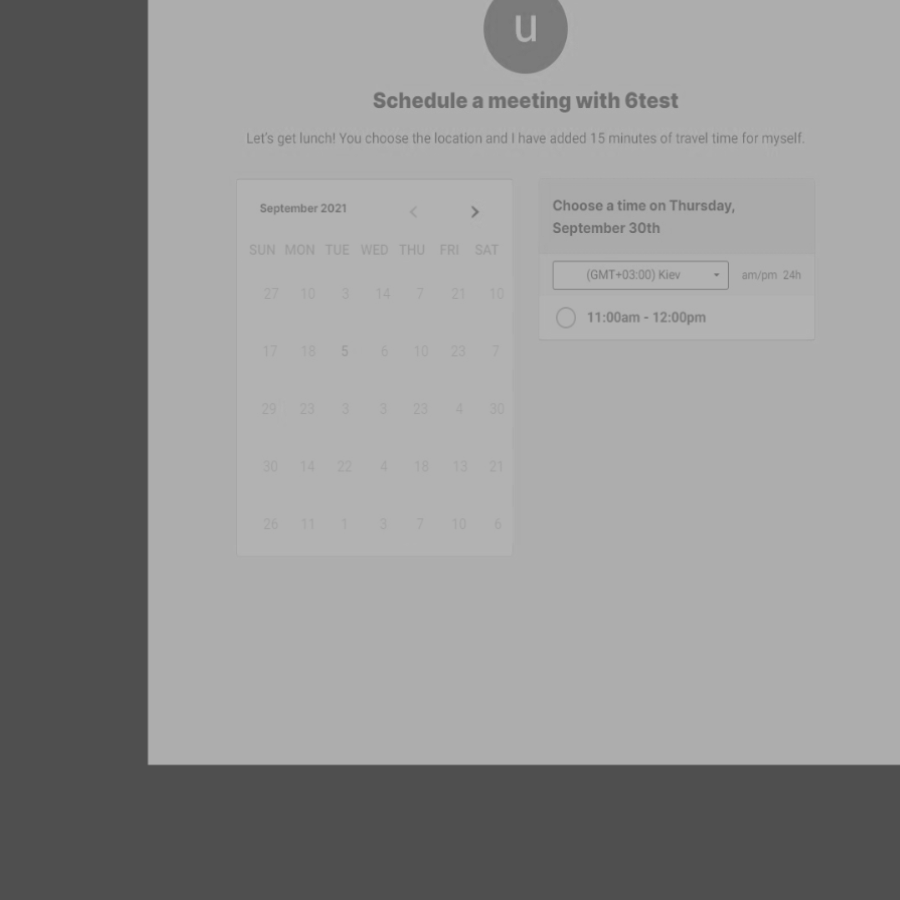 u
Schedule a meeting with 6test
Let's get lunch! You choose the location and I have added 15 minutes of travel time for myself.
September 2021
SUN MON TUE WED THU FRI SAT
27 10 3 14 7 21 10
17 18 5 6 10 23 7
29 23 3 3 23 4 30
30 14 22 4 18 13 21
26 11 1 3 7 10 6
Choose a time on Thursday,
September 30th
(GMT+03:00) Kiev am/pm 24h
11:00am - 12:00pm